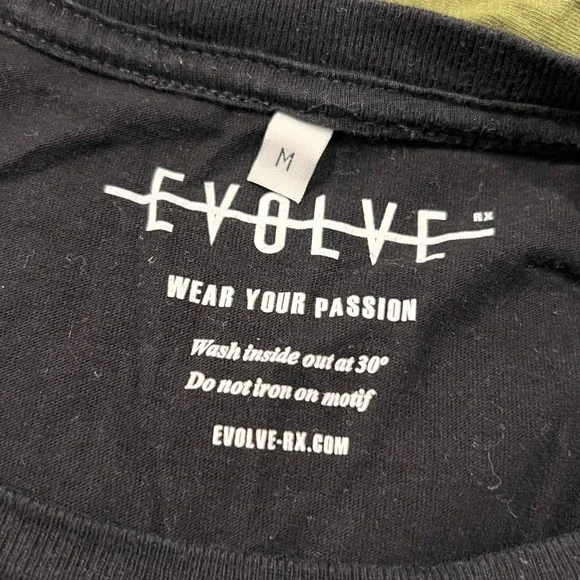 M
EVOLVE RX
WEAR YOUR PASSION
Wash inside out at 30°
Do not iron on motif
EVOLVE-RX.COM